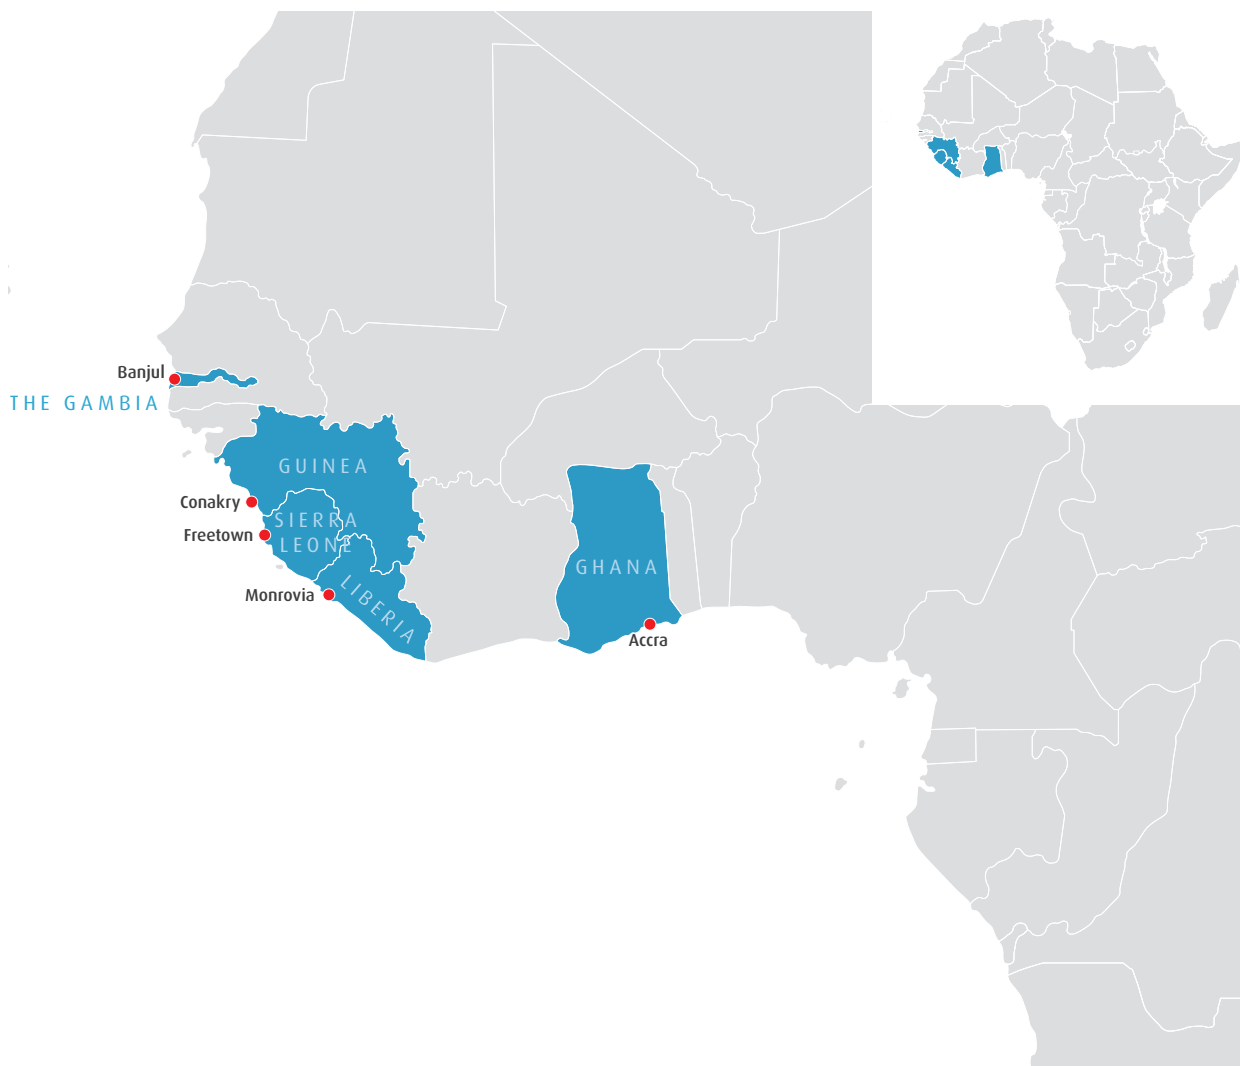 Banjul
THE GAMBIA
GUINEA
Conakry
SIERRA
Freetown
LEONE
GHANA
LIBERIA
Monrovia
Accra